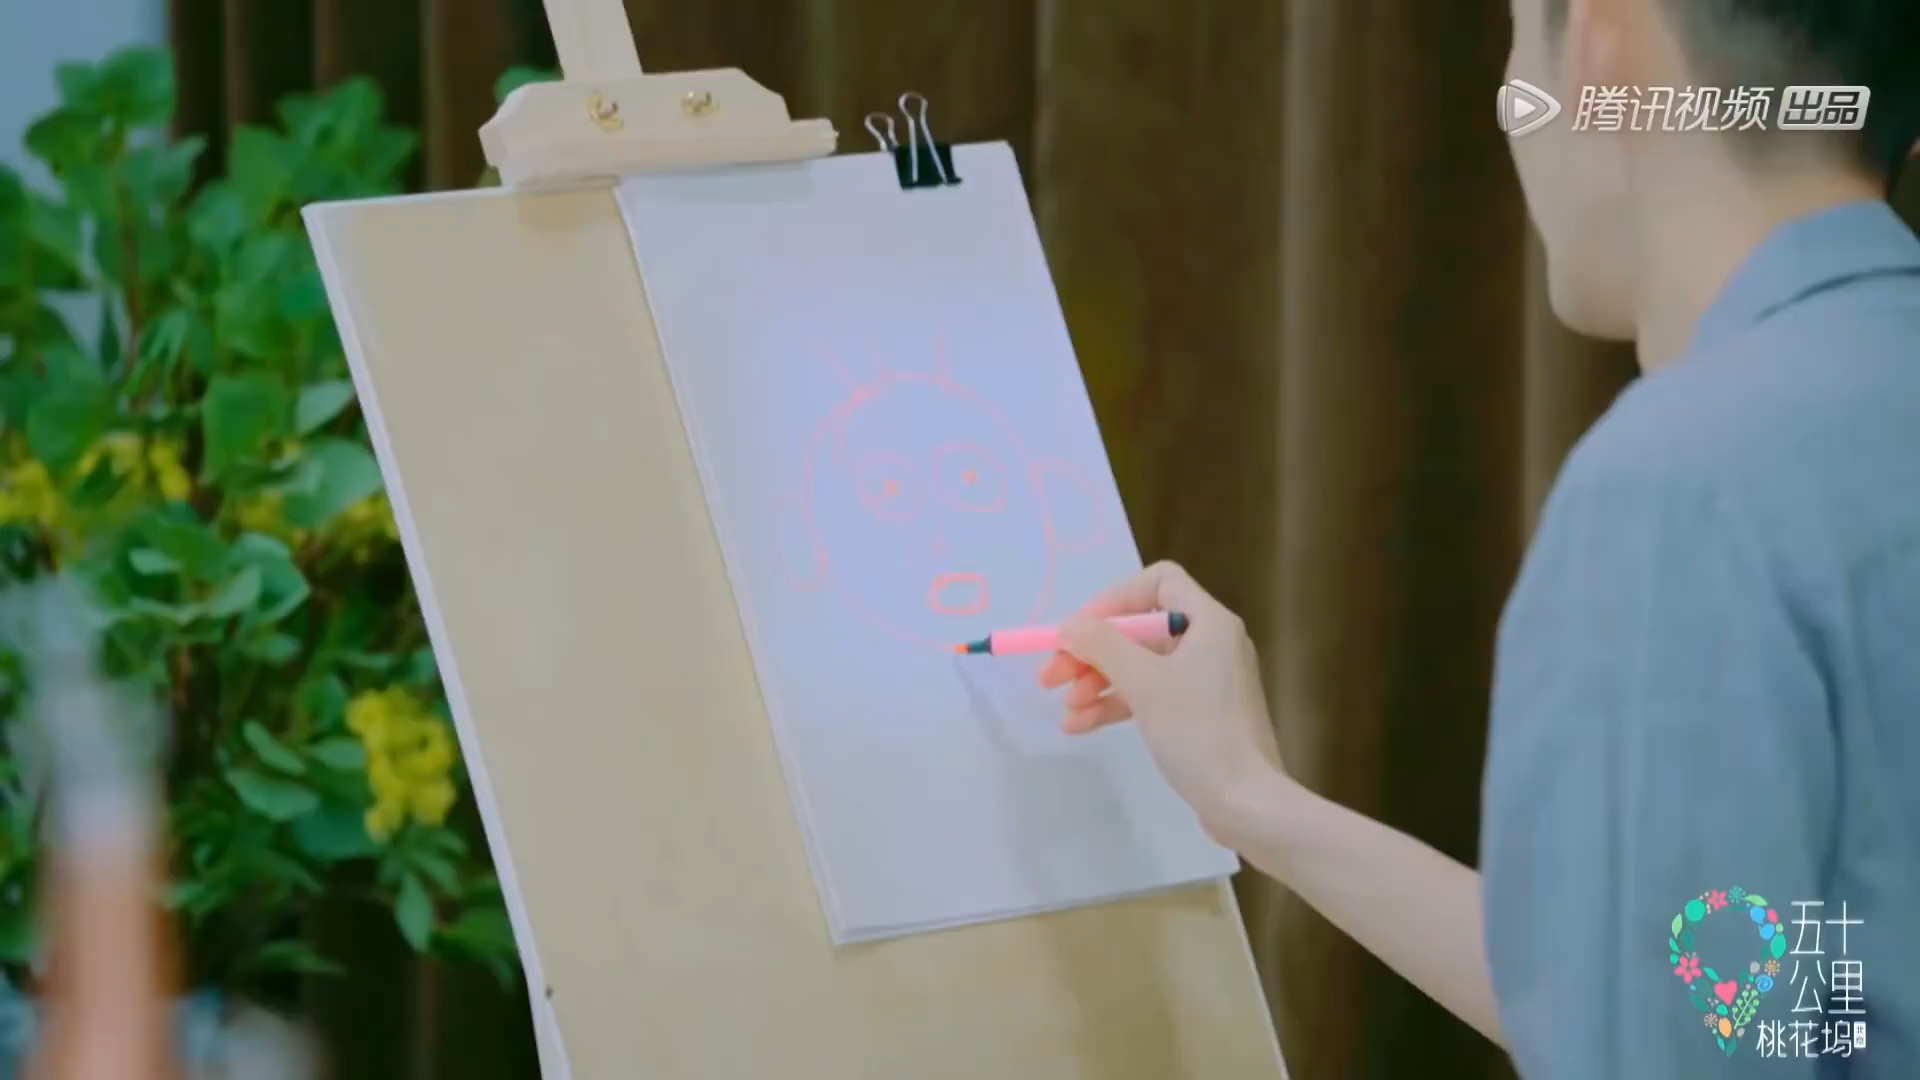 腾讯视频 出品
五十
公里
桃花坞